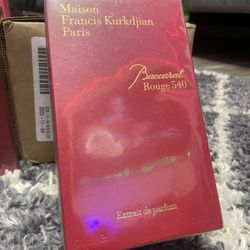 Maison
Francis Kurkdjian
Paris
Baccarat
Rouge 540
Extrait de parfum